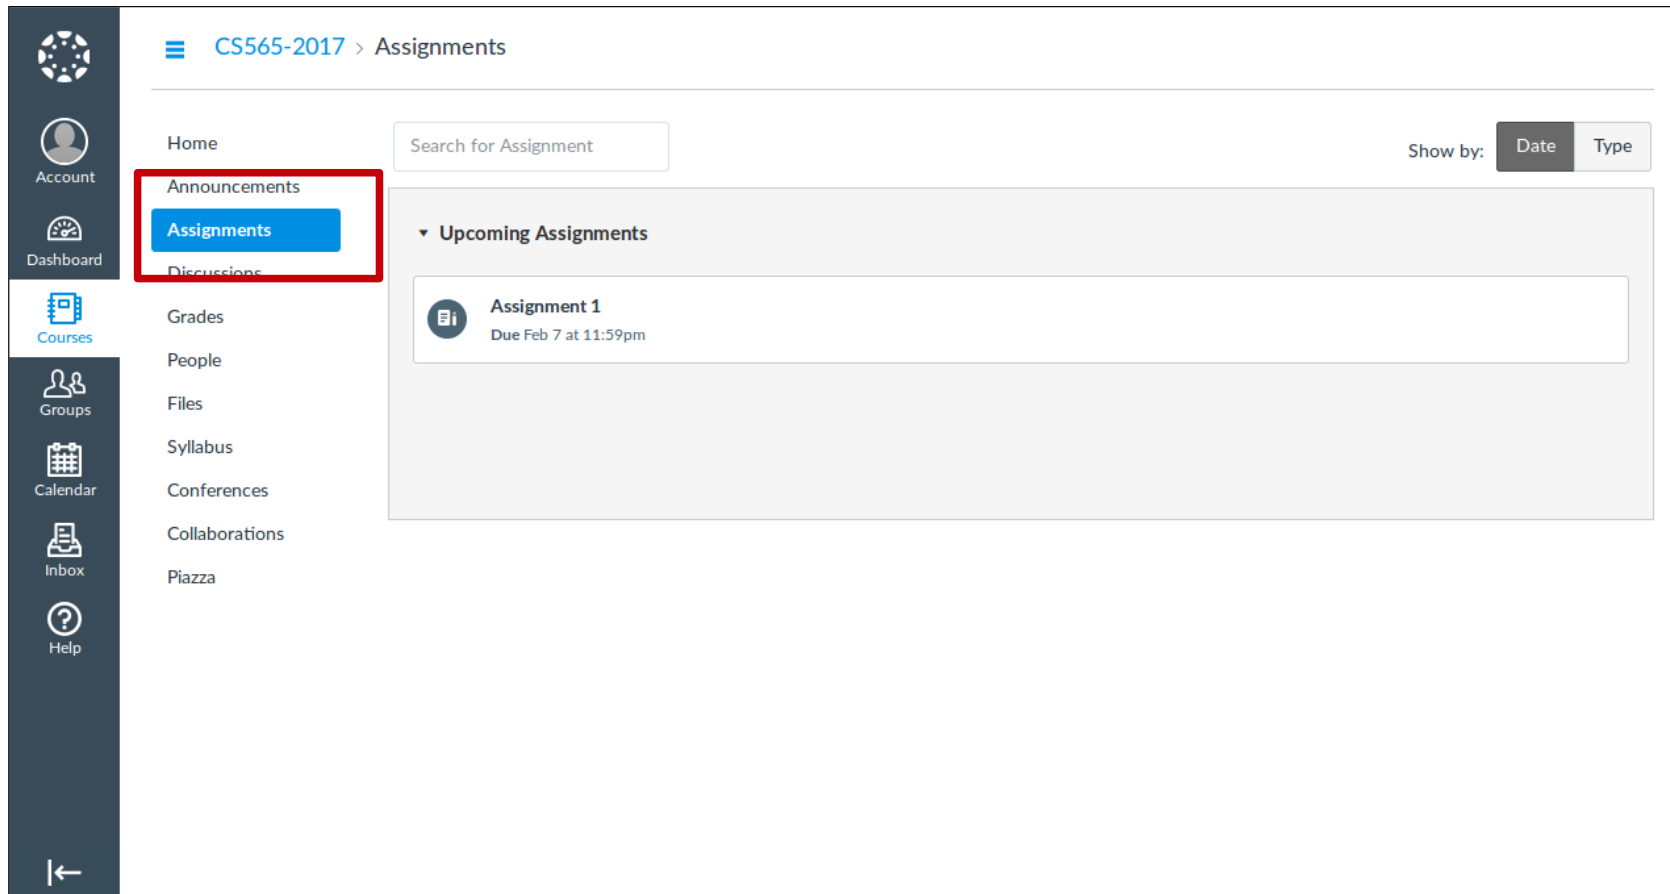 CS565-2017 > Assignments
Account
Dashboard
Courses
Groups
Calendar
Inbox
Help
Home
Announcements
Assignments
Discussions
Grades
People
Files
Syllabus
Conferences
Collaborations
Piazza
Search for Assignment
Show by: Date Type
Upcoming Assignments
Assignment 1
Due Feb 7 at 11:59pm